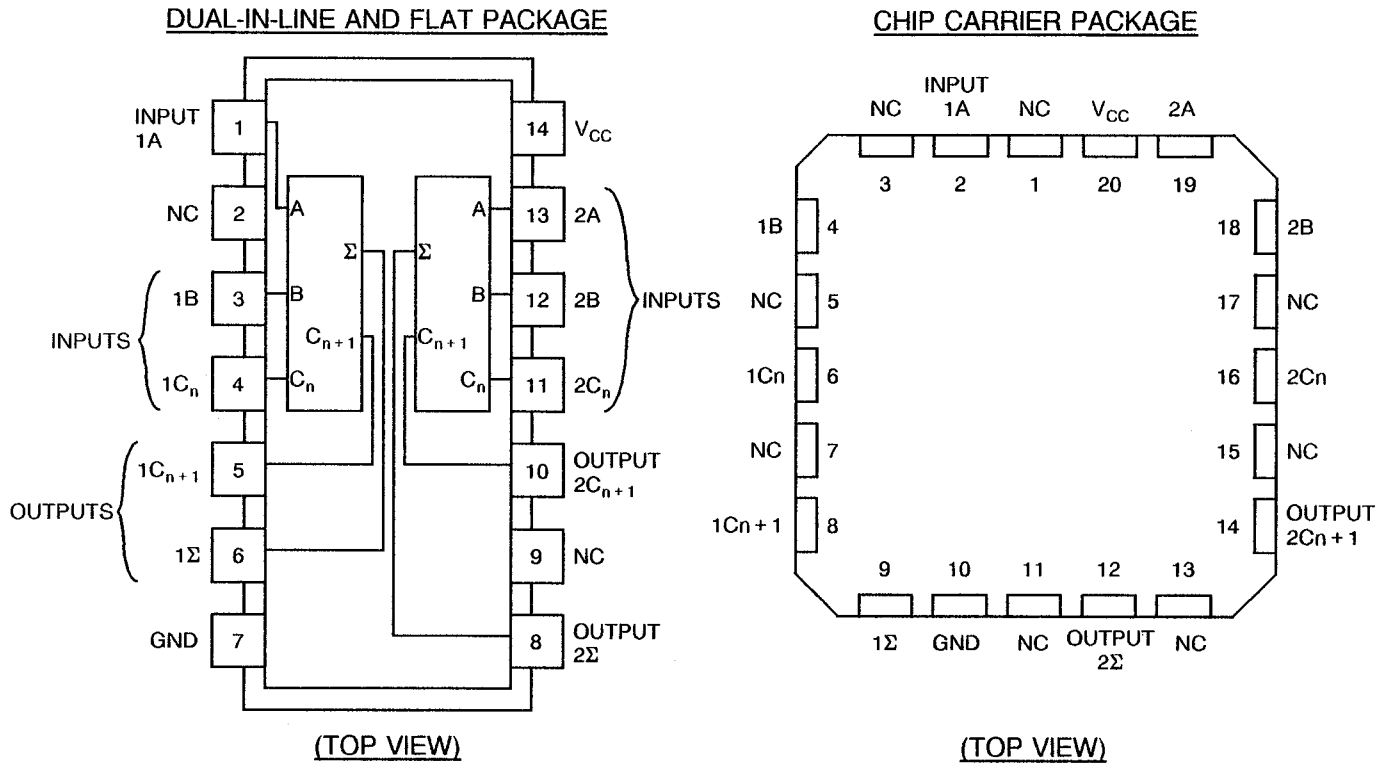 DUAL-IN-LINE AND FLAT PACKAGE
INPUT
1A
1
14
VCC
NC
2
A
A
13
2A
Σ
Σ
1B
3
B
B
12
2B
INPUTS
INPUTS
Cn+1
Cn+1
1Cn
4
Cn
Cn
11
2Cn
1Cn+1
5
10
OUTPUT
2Cn+1
OUTPUTS
1Σ
6
9
NC
GND
7
8
OUTPUT
2Σ
(TOP VIEW)
CHIP CARRIER PACKAGE
NC
INPUT
1A
NC
VCC
2A
3
2
1
20
19
1B
4
18
2B
NC
5
17
NC
1Cn
6
16
2Cn
NC
7
15
NC
1Cn+1
8
14
OUTPUT
2Cn+1
9
10
11
12
13
1Σ
GND
NC
OUTPUT
2Σ
NC
(TOP VIEW)